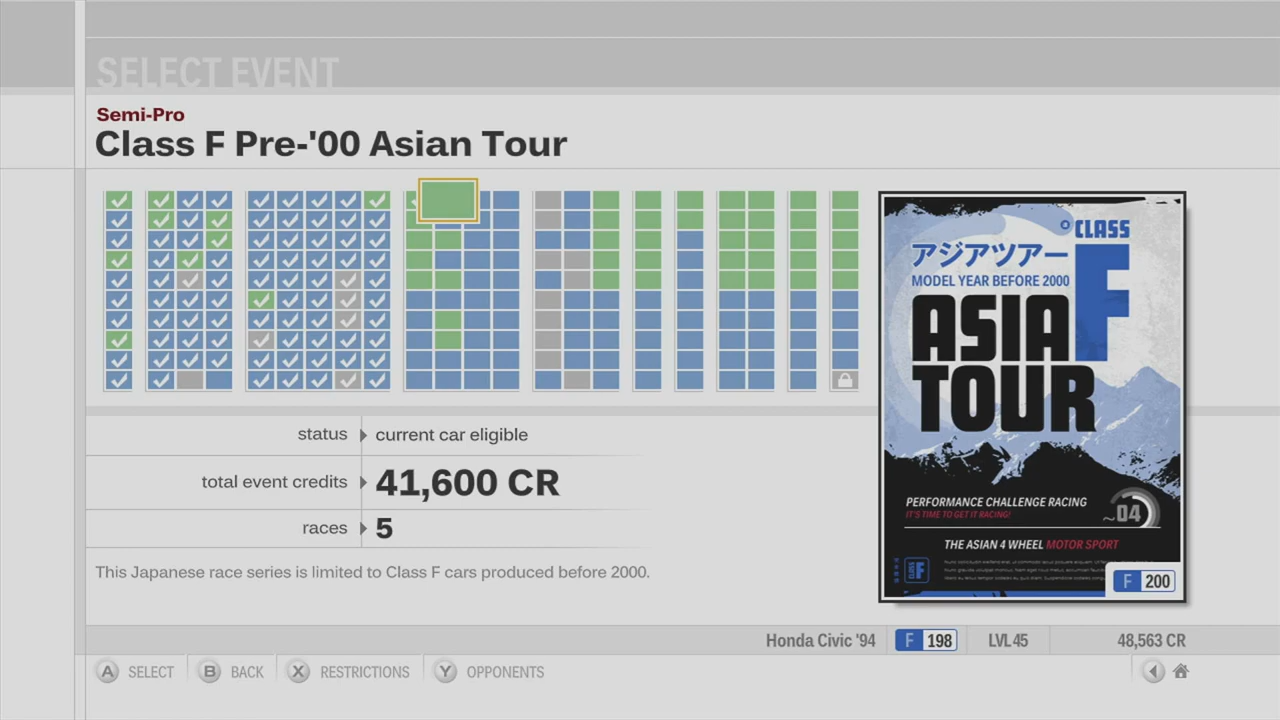 SELECT EVENT
Semi-Pro
Class F Pre-'00 Asian Tour
CLASS
F
アジアツアー
MODEL YEAR BEFORE 2000
ASIA
TOUR
PERFORMANCE CHALLENGE RACING
IT'S TIME TO GET IT RACING!
~04
THE ASIAN 4 WHEEL MOTOR SPORT
F 200
status current car eligible
total event credits 41,600 CR
races 5
This Japanese race series is limited to Class F cars produced before 2000.
Honda Civic '94 F 198 LVL 45 48,563 CR
A SELECT B BACK X RESTRICTIONS Y OPPONENTS